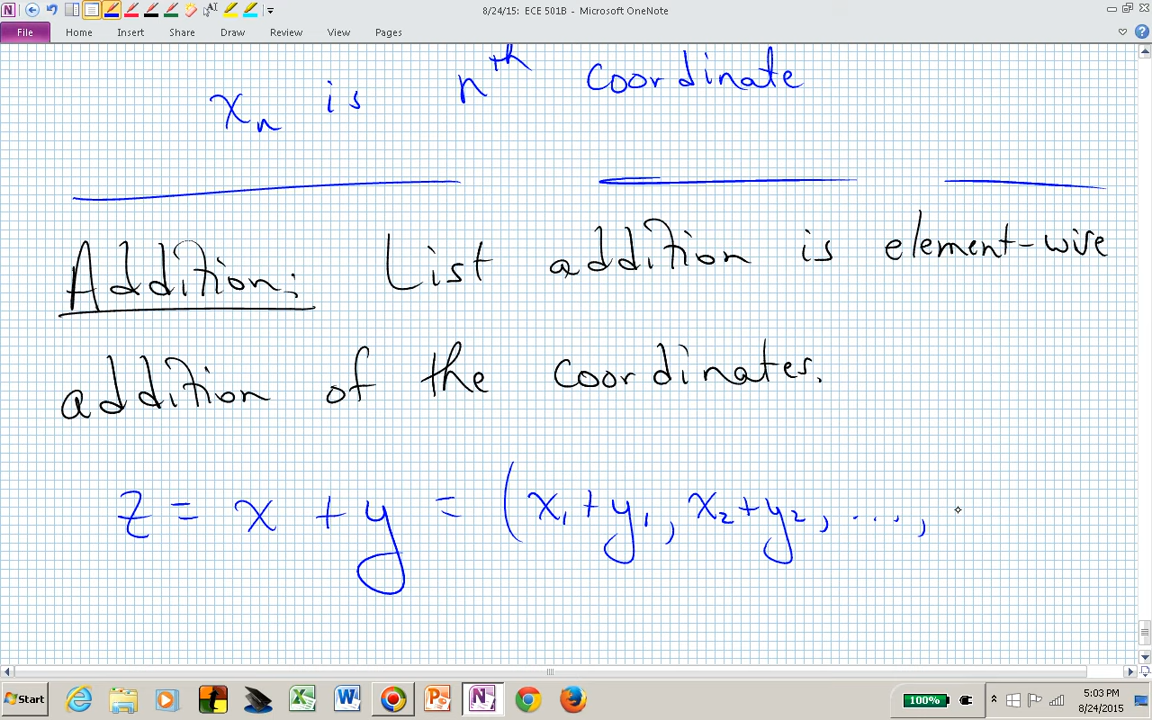 8/24/15: ECE 501B - Microsoft OneNote
File Home Insert Share Draw Review View Pages
xₙ is nᵗʰ coordinate
Addition: List addition is element-wise
addition of the coordinates.
z = x + y = (x₁+y₁, x₂+y₂, ...,
Start 100% 5:03 PM
8/24/2015